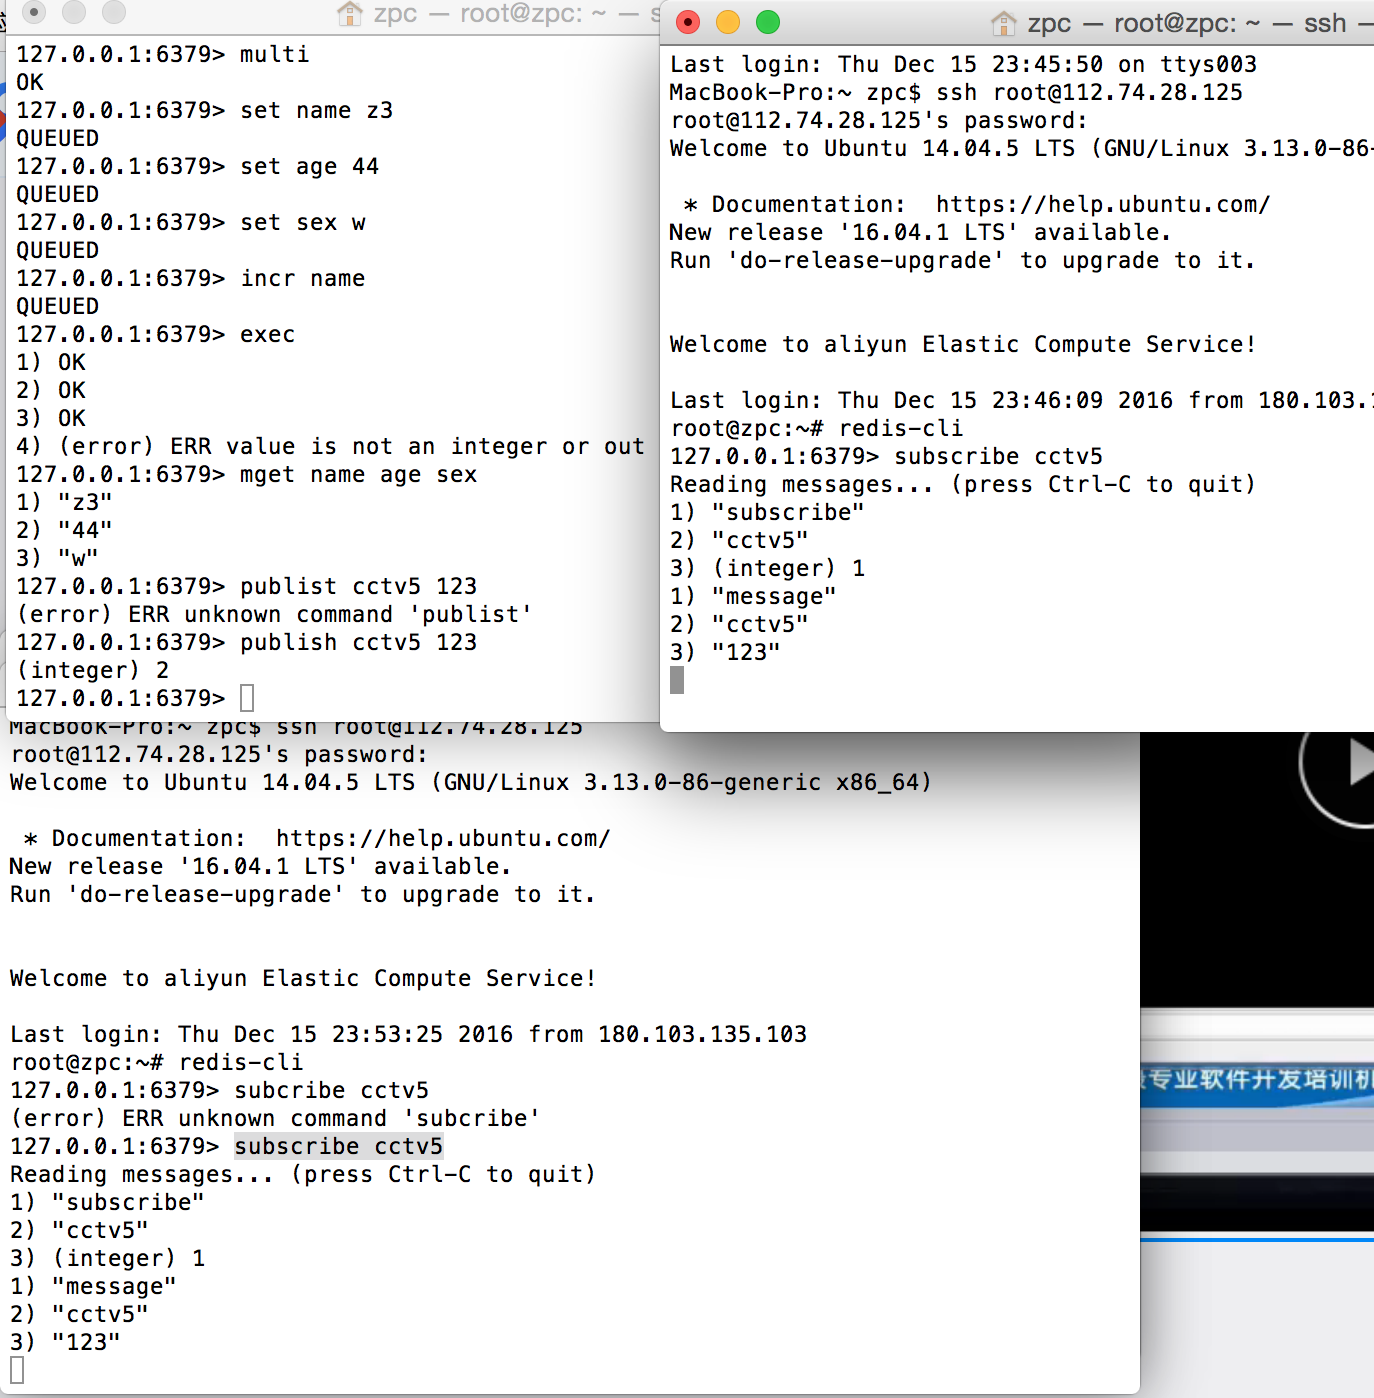 zpc — root@zpc: ~ —
127.0.0.1:6379> multi
OK
127.0.0.1:6379> set name z3
QUEUED
127.0.0.1:6379> set age 44
QUEUED
127.0.0.1:6379> set sex w
QUEUED
127.0.0.1:6379> incr name
QUEUED
127.0.0.1:6379> exec
1) OK
2) OK
3) OK
4) (error) ERR value is not an integer or out
127.0.0.1:6379> mget name age sex
1) "z3"
2) "44"
3) "w"
127.0.0.1:6379> publist cctv5 123
(error) ERR unknown command 'publist'
127.0.0.1:6379> publish cctv5 123
(integer) 2
127.0.0.1:6379>
zpc — root@zpc: ~ — ssh —
Last login: Thu Dec 15 23:45:50 on ttys003
MacBook-Pro:~ zpc$ ssh root@112.74.28.125
root@112.74.28.125's password:
Welcome to Ubuntu 14.04.5 LTS (GNU/Linux 3.13.0-86-
 * Documentation:  https://help.ubuntu.com/
New release '16.04.1 LTS' available.
Run 'do-release-upgrade' to upgrade to it.
Welcome to aliyun Elastic Compute Service!
Last login: Thu Dec 15 23:46:09 2016 from 180.103.
root@zpc:~# redis-cli
127.0.0.1:6379> subscribe cctv5
Reading messages... (press Ctrl-C to quit)
1) "subscribe"
2) "cctv5"
3) (integer) 1
1) "message"
2) "cctv5"
3) "123"
MacBook-Pro:~ zpc$ ssh root@112.74.28.125
root@112.74.28.125's password:
Welcome to Ubuntu 14.04.5 LTS (GNU/Linux 3.13.0-86-generic x86_64)
 * Documentation:  https://help.ubuntu.com/
New release '16.04.1 LTS' available.
Run 'do-release-upgrade' to upgrade to it.
Welcome to aliyun Elastic Compute Service!
Last login: Thu Dec 15 23:53:25 2016 from 180.103.135.103
root@zpc:~# redis-cli
127.0.0.1:6379> subcribe cctv5
(error) ERR unknown command 'subcribe'
127.0.0.1:6379> subscribe cctv5
Reading messages... (press Ctrl-C to quit)
1) "subscribe"
2) "cctv5"
3) (integer) 1
1) "message"
2) "cctv5"
3) "123"
专业软件开发培训机